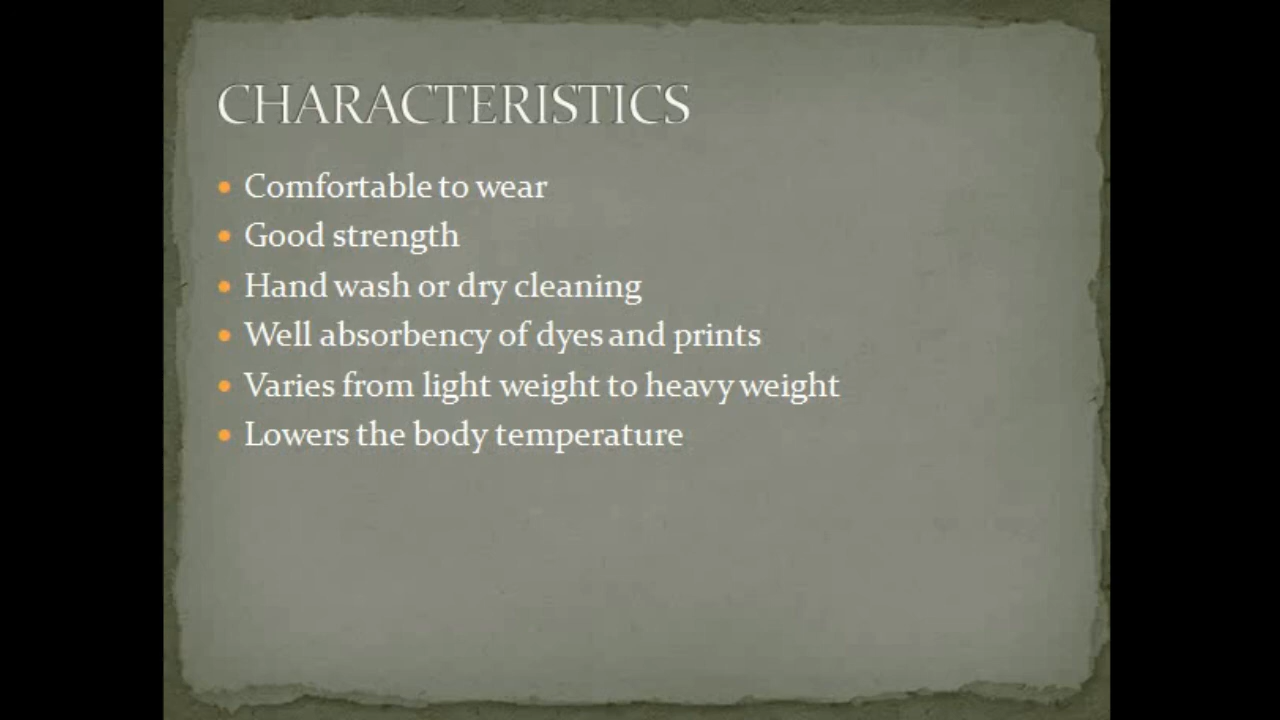 CHARACTERISTICS
• Comfortable to wear
• Good strength
• Hand wash or dry cleaning
• Well absorbency of dyes and prints
• Varies from light weight to heavy weight
• Lowers the body temperature